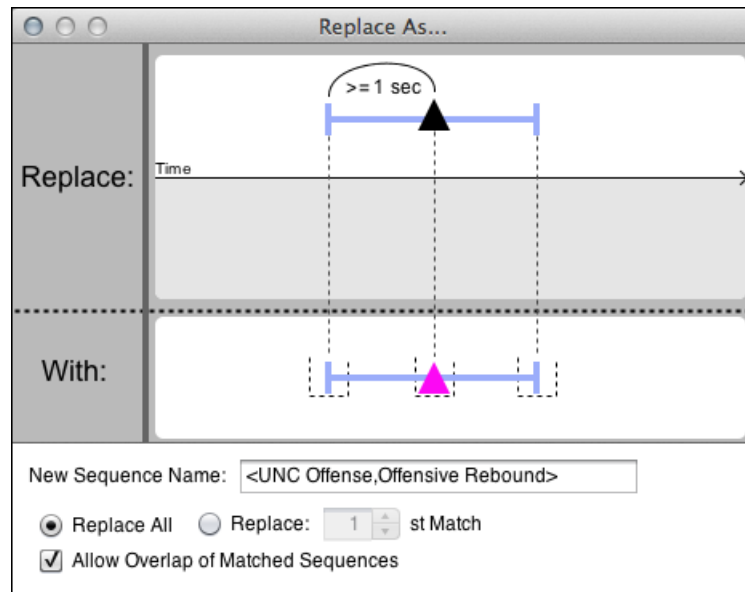 Replace As...
>=1 sec
Replace:
Time
With:
New Sequence Name: <UNC Offense,Offensive Rebound>
Replace All Replace: 1 st Match
Allow Overlap of Matched Sequences